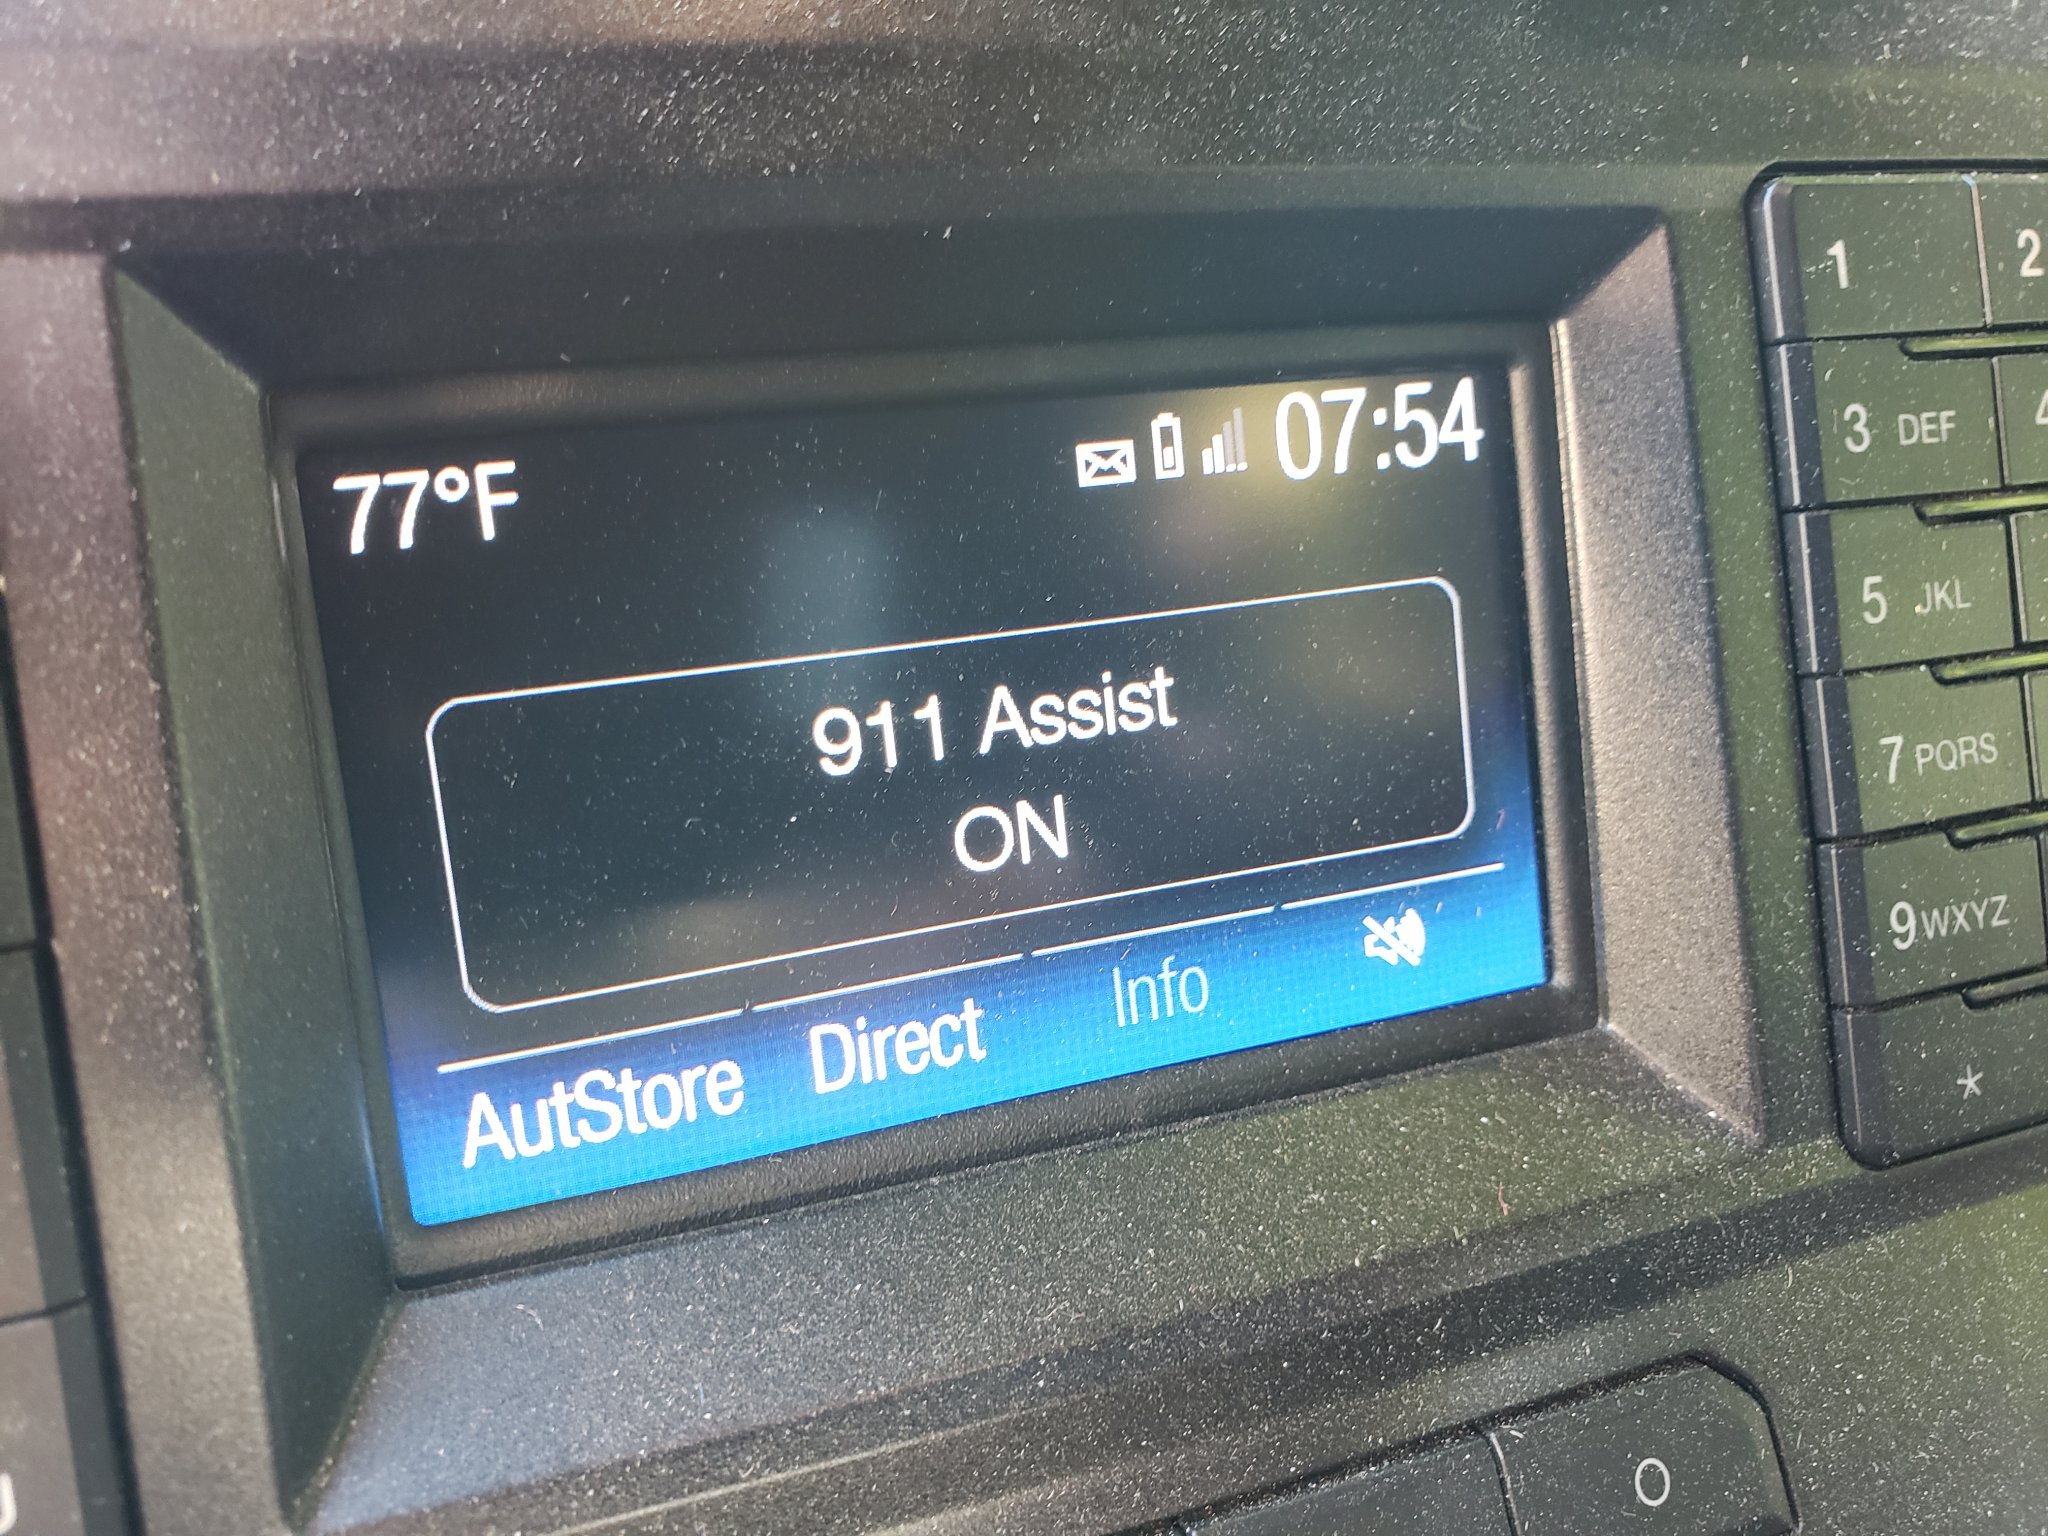 77°F 07:54
911 Assist
ON
AutStore Direct Info
1 2
3 DEF
5 JKL
7 PQRS
9 WXYZ
*